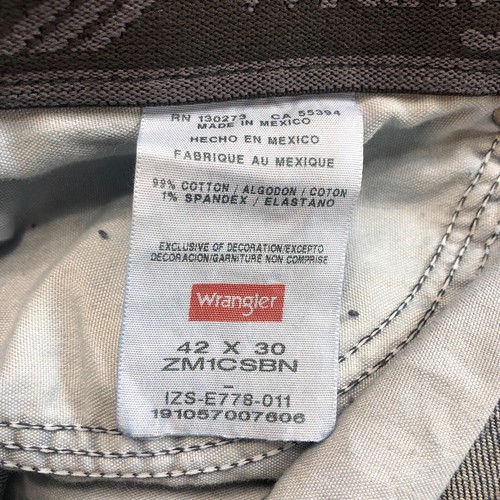 RN 130273 CA 55394
MADE IN MEXICO
HECHO EN MEXICO
FABRIQUE AU MEXIQUE
99% COTTON / ALGODON / COTON
1% SPANDEX / ELASTANO
EXCLUSIVE OF DECORATION/EXCEPTO
DECORACION/GARNITURE NON COMPRISE
Wrangler
42 X 30
ZM1CSBN
-
IZS-E778-011
191057007606